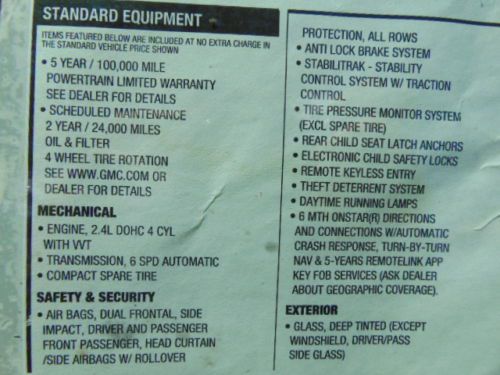 STANDARD EQUIPMENT
ITEMS FEATURED BELOW ARE INCLUDED AT NO EXTRA CHARGE IN
THE STANDARD VEHICLE PRICE SHOWN
• 5 YEAR / 100,000 MILE
POWERTRAIN LIMITED WARRANTY
SEE DEALER FOR DETAILS
• SCHEDULED MAINTENANCE
2 YEAR / 24,000 MILES
OIL & FILTER
4 WHEEL TIRE ROTATION
SEE WWW.GMC.COM OR
DEALER FOR DETAILS
MECHANICAL
• ENGINE, 2.4L DOHC 4 CYL
WITH VVT
• TRANSMISSION, 6 SPD AUTOMATIC
• COMPACT SPARE TIRE
SAFETY & SECURITY
• AIR BAGS, DUAL FRONTAL, SIDE
IMPACT, DRIVER AND PASSENGER
FRONT PASSENGER, HEAD CURTAIN
/SIDE AIRBAGS W/ ROLLOVER
PROTECTION, ALL ROWS
• ANTI LOCK BRAKE SYSTEM
• STABILITRAK - STABILITY
CONTROL SYSTEM W/ TRACTION
CONTROL
• TIRE PRESSURE MONITOR SYSTEM
(EXCL SPARE TIRE)
• REAR CHILD SEAT LATCH ANCHORS
• ELECTRONIC CHILD SAFETY LOCKS
• REMOTE KEYLESS ENTRY
• THEFT DETERRENT SYSTEM
• DAYTIME RUNNING LAMPS
• 6 MTH ONSTAR(R) DIRECTIONS
AND CONNECTIONS W/AUTOMATIC
CRASH RESPONSE, TURN-BY-TURN
NAV & 5-YEARS REMOTELINK APP
KEY FOB SERVICES (ASK DEALER
ABOUT GEOGRAPHIC COVERAGE).
EXTERIOR
• GLASS, DEEP TINTED (EXCEPT
WINDSHIELD, DRIVER/PASS
SIDE GLASS)